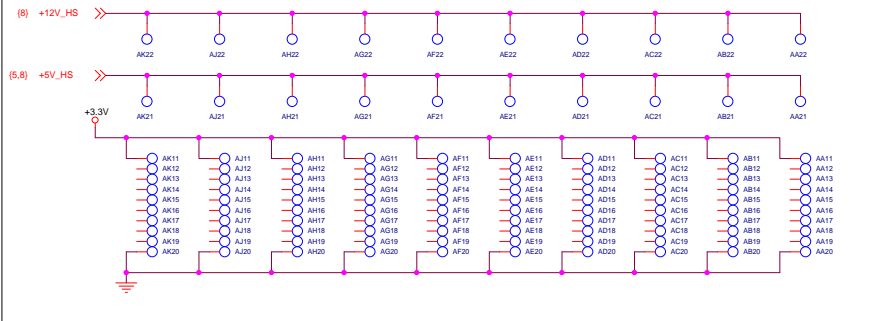 {8} +12V_HS
AK22 AJ22 AH22 AG22 AF22 AE22 AD22 AC22 AB22 AA22
{5,8} +5V_HS
AK21 AJ21 AH21 AG21 AF21 AE21 AD21 AC21 AB21 AA21
+3.3V
AK11 AJ11 AH11 AG11 AF11 AE11 AD11 AC11 AB11 AA11
AK12 AJ12 AH12 AG12 AF12 AE12 AD12 AC12 AB12 AA12
AK13 AJ13 AH13 AG13 AF13 AE13 AD13 AC13 AB13 AA13
AK14 AJ14 AH14 AG14 AF14 AE14 AD14 AC14 AB14 AA14
AK15 AJ15 AH15 AG15 AF15 AE15 AD15 AC15 AB15 AA15
AK16 AJ16 AH16 AG16 AF16 AE16 AD16 AC16 AB16 AA16
AK17 AJ17 AH17 AG17 AF17 AE17 AD17 AC17 AB17 AA17
AK18 AJ18 AH18 AG18 AF18 AE18 AD18 AC18 AB18 AA18
AK19 AJ19 AH19 AG19 AF19 AE19 AD19 AC19 AB19 AA19
AK20 AJ20 AH20 AG20 AF20 AE20 AD20 AC20 AB20 AA20